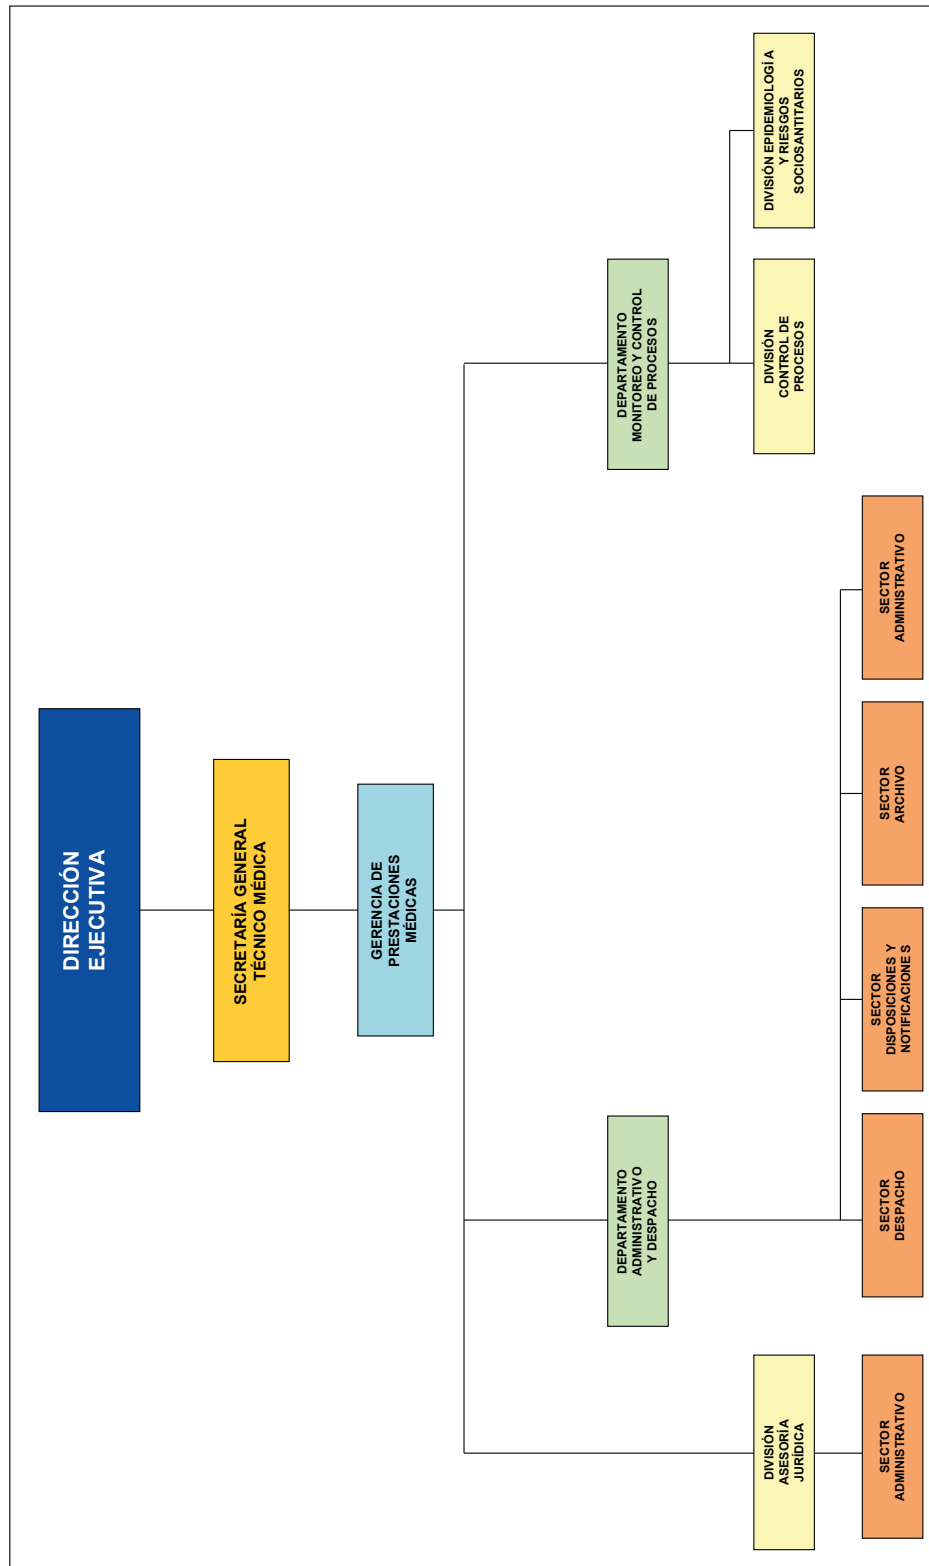 DIRECCIÓN
EJECUTIVA
SECRETARÍA GENERAL
TÉCNICO MÉDICA
GERENCIA DE
PRESTACIONES
MÉDICAS
DEPARTAMENTO
ADMINISTRATIVO
Y DESPACHO
DEPARTAMENTO
MONITOREO Y CONTROL
DE PROCESOS
DIVISIÓN
ASESORÍA
JURÍDICA
DIVISIÓN
CONTROL DE
PROCESOS
DIVISIÓN EPIDEMIOLOGÍA
Y RIESGOS
SOCIOSANTITARIOS
SECTOR
ADMINISTRATIVO
SECTOR
DESPACHO
SECTOR
DISPOSICIONES Y
NOTIFICACIONES
SECTOR
ARCHIVO
SECTOR
ADMINISTRATIVO